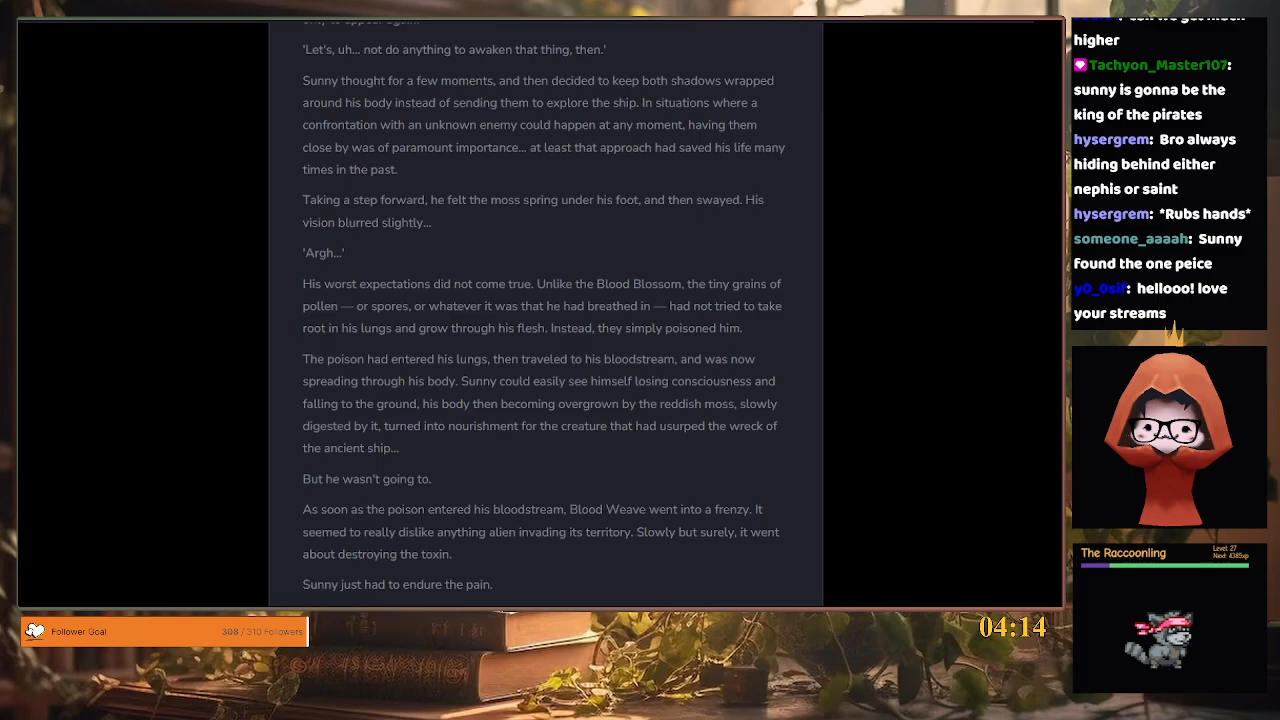 only to appear again.
'Let's, uh... not do anything to awaken that thing, then.'
Sunny thought for a few moments, and then decided to keep both shadows wrapped
around his body instead of sending them to explore the ship. In situations where a
confrontation with an unknown enemy could happen at any moment, having them
close by was of paramount importance... at least that approach had saved his life many
times in the past.
Taking a step forward, he felt the moss spring under his foot, and then swayed. His
vision blurred slightly...
'Argh...'
His worst expectations did not come true. Unlike the Blood Blossom, the tiny grains of
pollen — or spores, or whatever it was that he had breathed in — had not tried to take
root in his lungs and grow through his flesh. Instead, they simply poisoned him.
The poison had entered his lungs, then traveled to his bloodstream, and was now
spreading through his body. Sunny could easily see himself losing consciousness and
falling to the ground, his body then becoming overgrown by the reddish moss, slowly
digested by it, turned into nourishment for the creature that had usurped the wreck of
the ancient ship...
But he wasn't going to.
As soon as the poison entered his bloodstream, Blood Weave went into a frenzy. It
seemed to really dislike anything alien invading its territory. Slowly but surely, it went
about destroying the toxin.
Sunny just had to endure the pain.
higher
Tachyon_Master107:
sunny is gonna be the
king of the pirates
hysergrem: Bro always
hiding behind either
nephis or saint
hysergrem: *Rubs hands*
someone_aaaah: Sunny
found the one peice
y0_0sif: hellooo! love
your streams
The Raccoonling
Level: 27
Next: 4385xp
Follower Goal
306 / 310 Followers
04:14